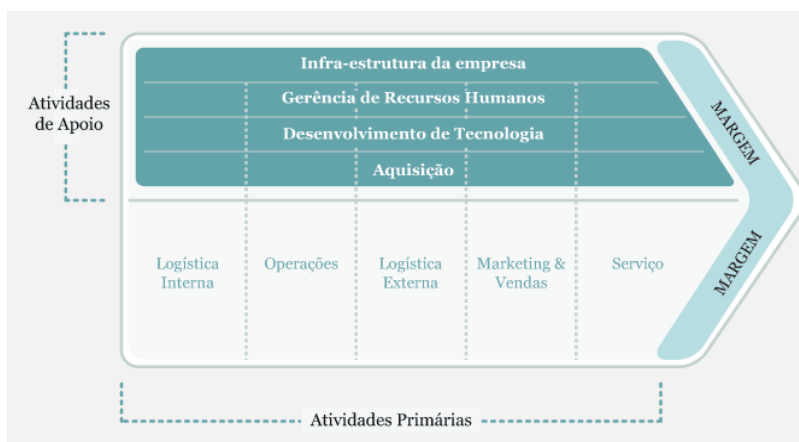 Infra-estrutura da empresa
Gerência de Recursos Humanos
Desenvolvimento de Tecnologia
Aquisição
Atividades
de Apoio
MARGEM
MARGEM
Logística
Interna
Operações
Logística
Externa
Marketing &
Vendas
Serviço
Atividades Primárias